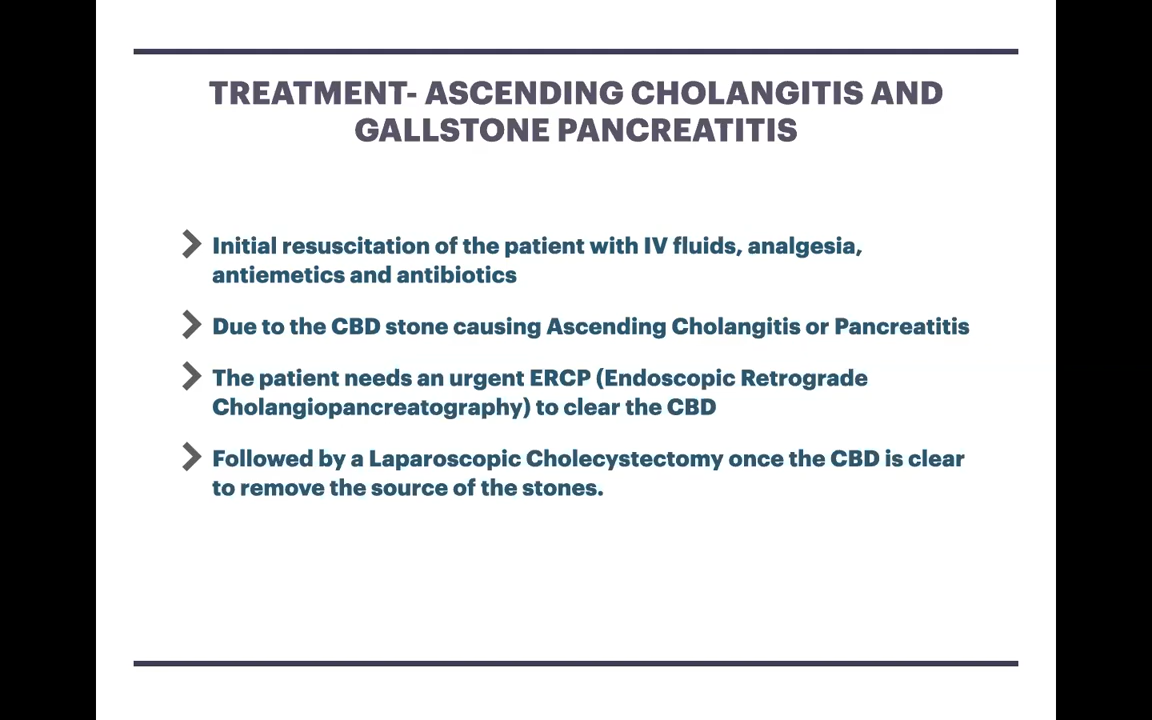 TREATMENT- ASCENDING CHOLANGITIS AND
GALLSTONE PANCREATITIS
Initial resuscitation of the patient with IV fluids, analgesia,
antiemetics and antibiotics
Due to the CBD stone causing Ascending Cholangitis or Pancreatitis
The patient needs an urgent ERCP (Endoscopic Retrograde
Cholangiopancreatography) to clear the CBD
Followed by a Laparoscopic Cholecystectomy once the CBD is clear
to remove the source of the stones.